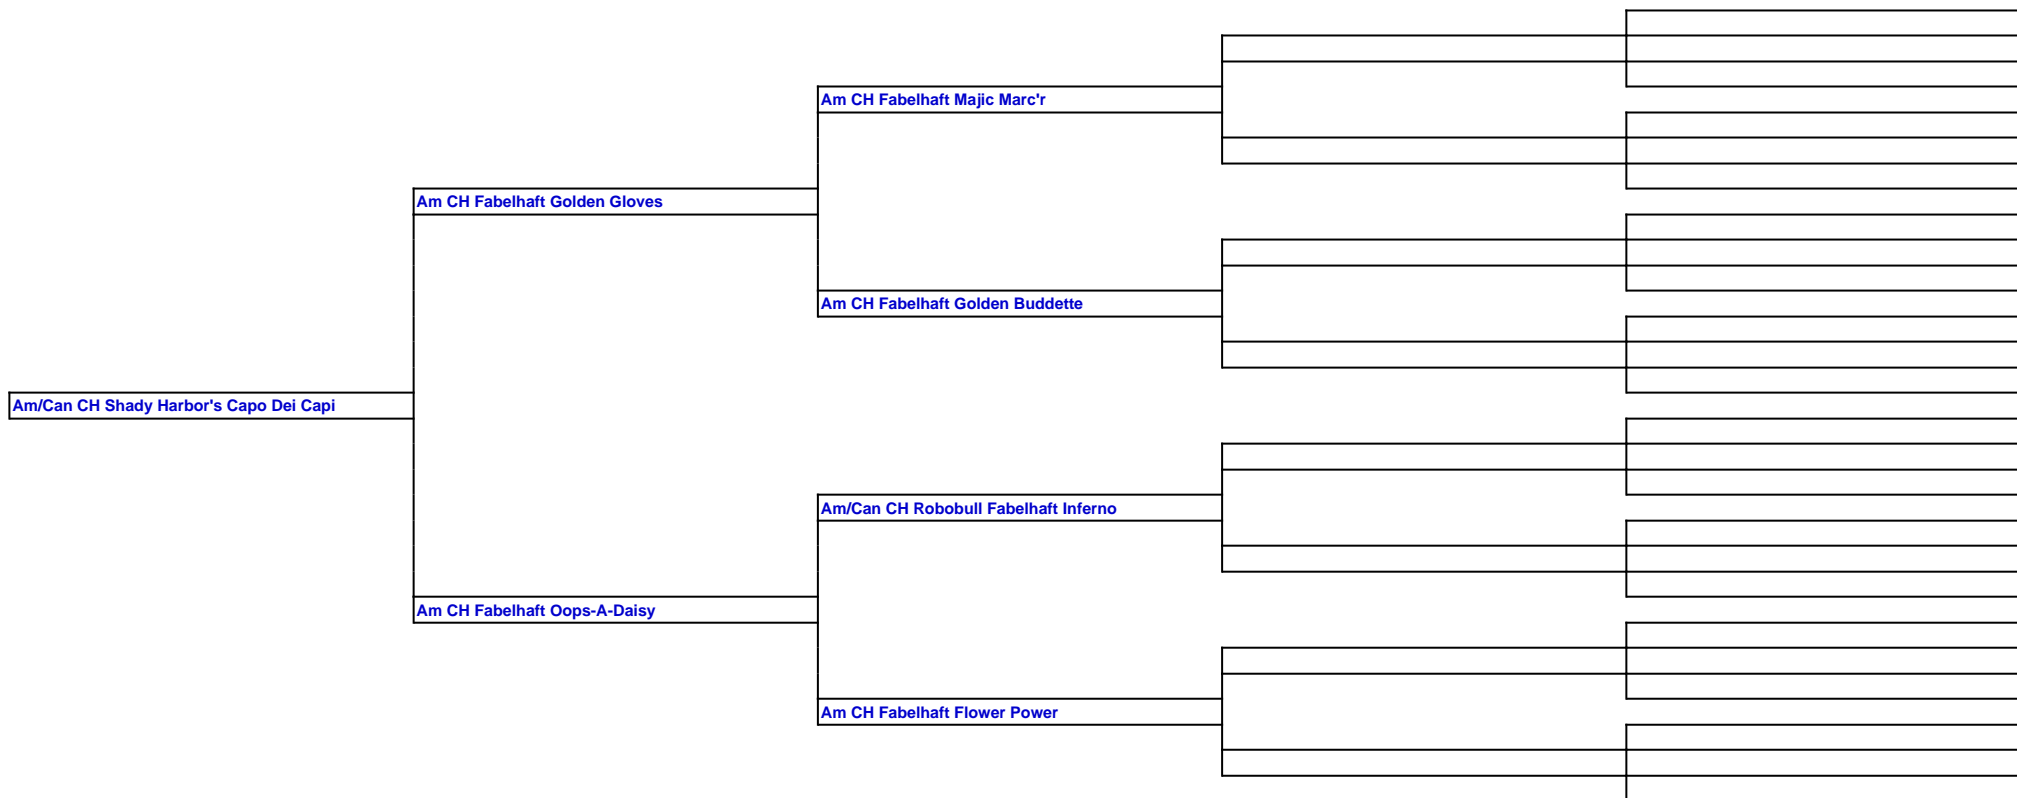 Am CH Fabelhaft Majic Marc'r
Am CH Fabelhaft Golden Gloves
Am CH Fabelhaft Golden Buddette
Am/Can CH Shady Harbor's Capo Dei Capi
Am/Can CH Robobull Fabelhaft Inferno
Am CH Fabelhaft Oops-A-Daisy
Am CH Fabelhaft Flower Power